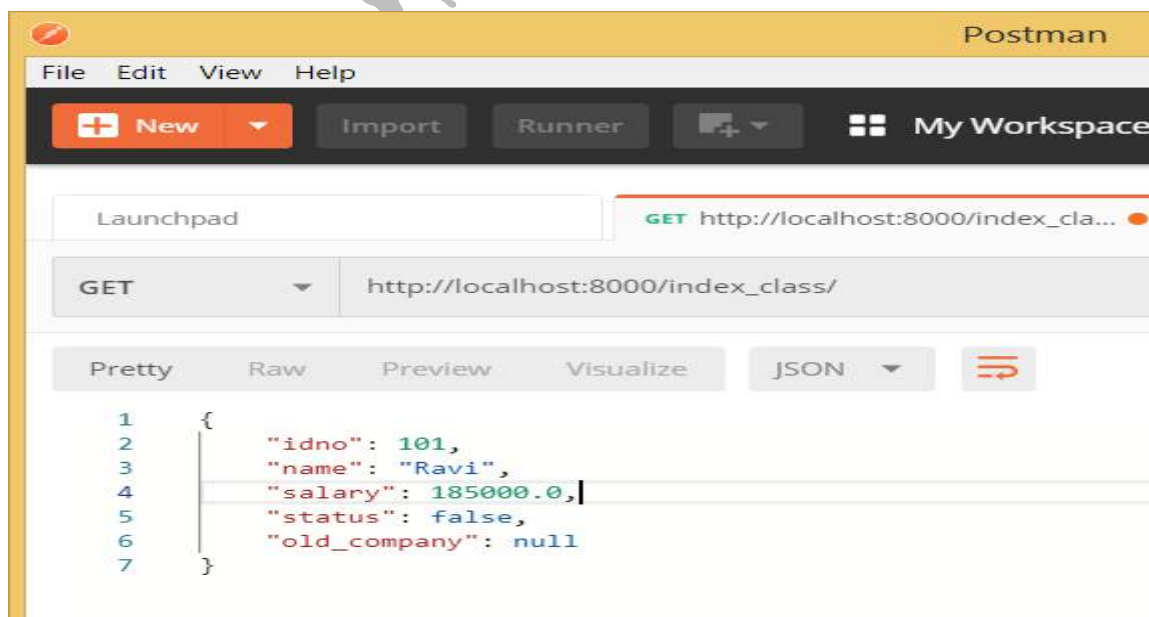 Postman
File Edit View Help
New Import Runner My Workspace
Launchpad GET http://localhost:8000/index_cla...
GET http://localhost:8000/index_class/
Pretty Raw Preview Visualize JSON
1 {
2 "idno": 101,
3 "name": "Ravi",
4 "salary": 185000.0,
5 "status": false,
6 "old_company": null
7 }